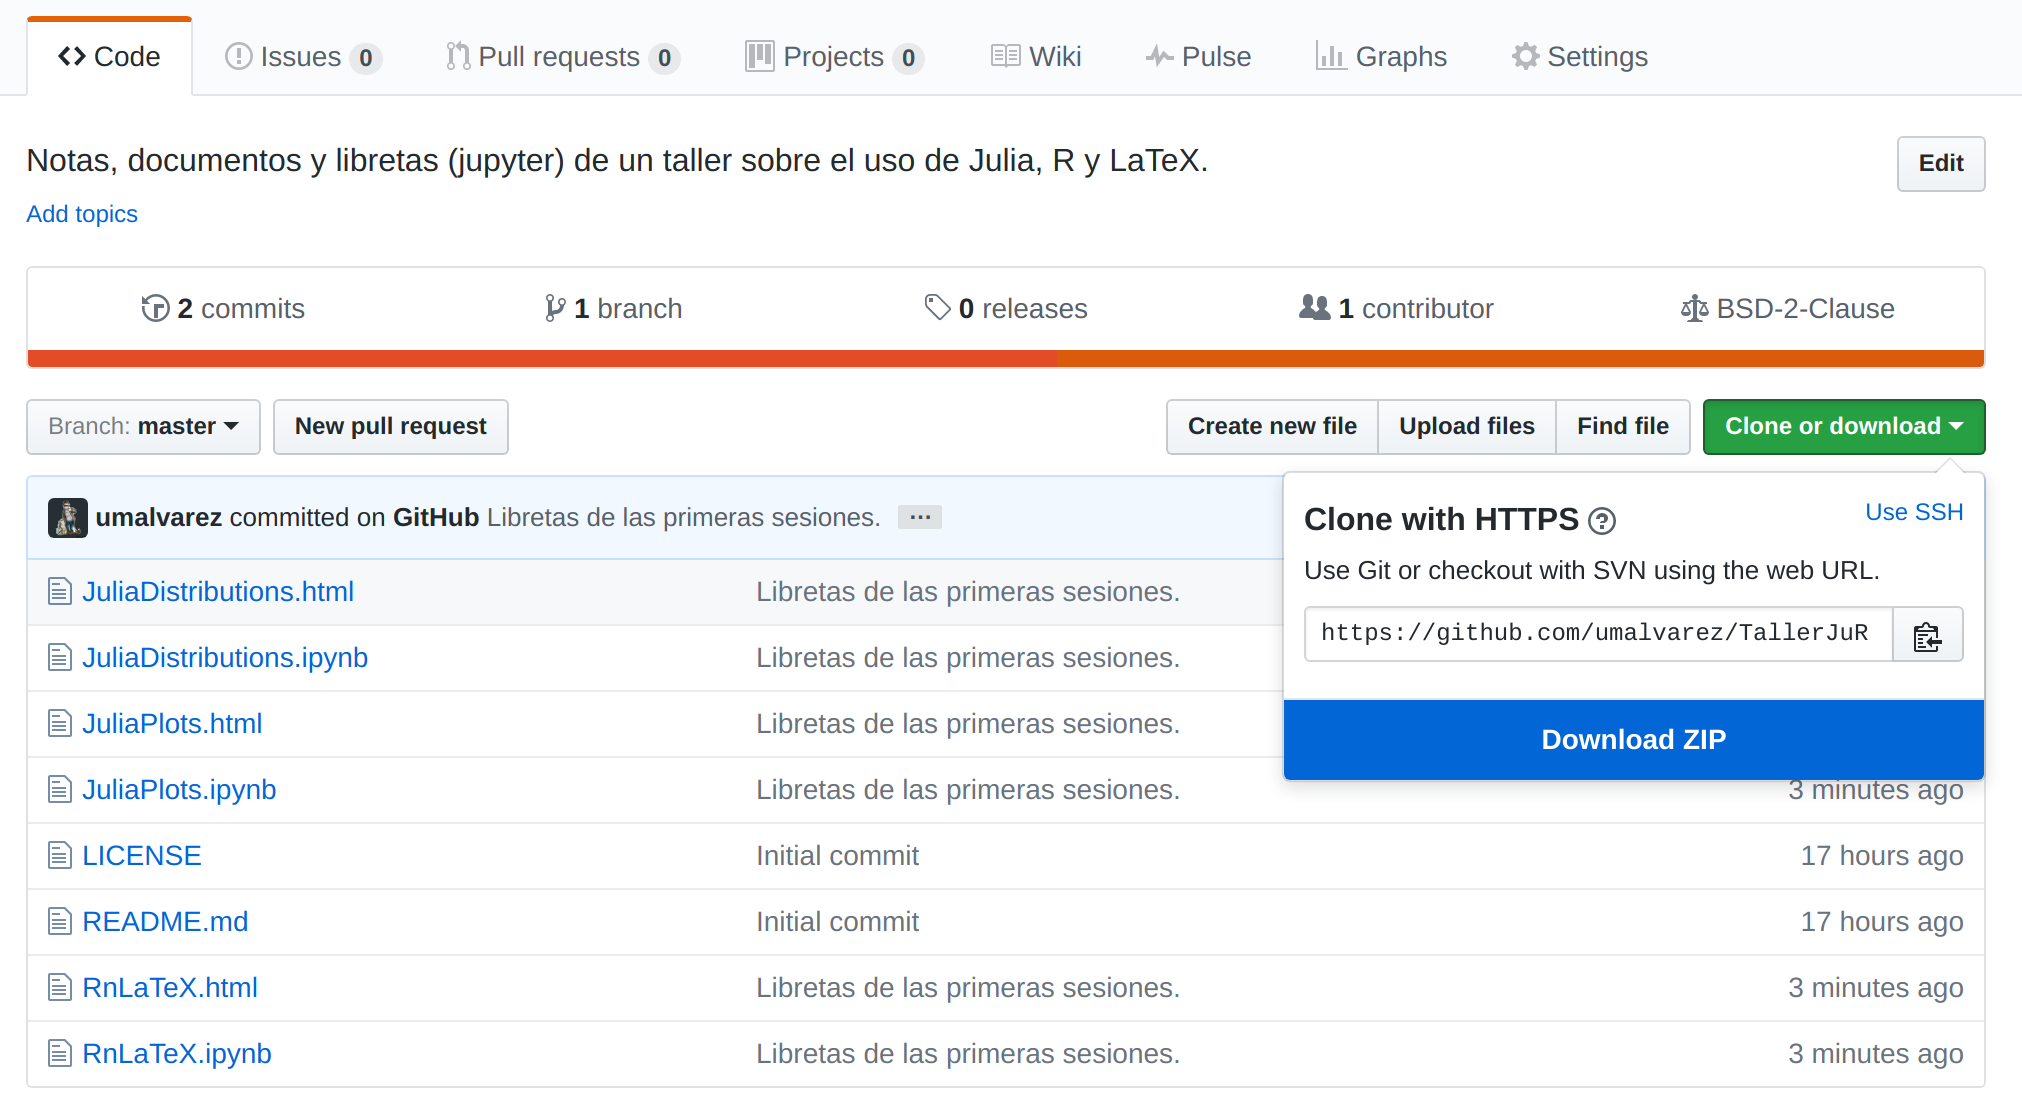 Code Issues 0 Pull requests 0 Projects 0 Wiki Pulse Graphs Settings
Notas, documentos y libretas (jupyter) de un taller sobre el uso de Julia, R y LaTeX. Edit
Add topics
2 commits 1 branch 0 releases 1 contributor BSD-2-Clause
Branch: master New pull request Create new file Upload files Find file Clone or download
umalvarez committed on GitHub Libretas de las primeras sesiones. ...
Clone with HTTPS ? Use SSH
Use Git or checkout with SVN using the web URL.
https://github.com/umalvarez/TallerJuR
Download ZIP
JuliaDistributions.html Libretas de las primeras sesiones.
JuliaDistributions.ipynb Libretas de las primeras sesiones.
JuliaPlots.html Libretas de las primeras sesiones.
JuliaPlots.ipynb Libretas de las primeras sesiones. 3 minutes ago
LICENSE Initial commit 17 hours ago
README.md Initial commit 17 hours ago
RnLaTeX.html Libretas de las primeras sesiones. 3 minutes ago
RnLaTeX.ipynb Libretas de las primeras sesiones. 3 minutes ago